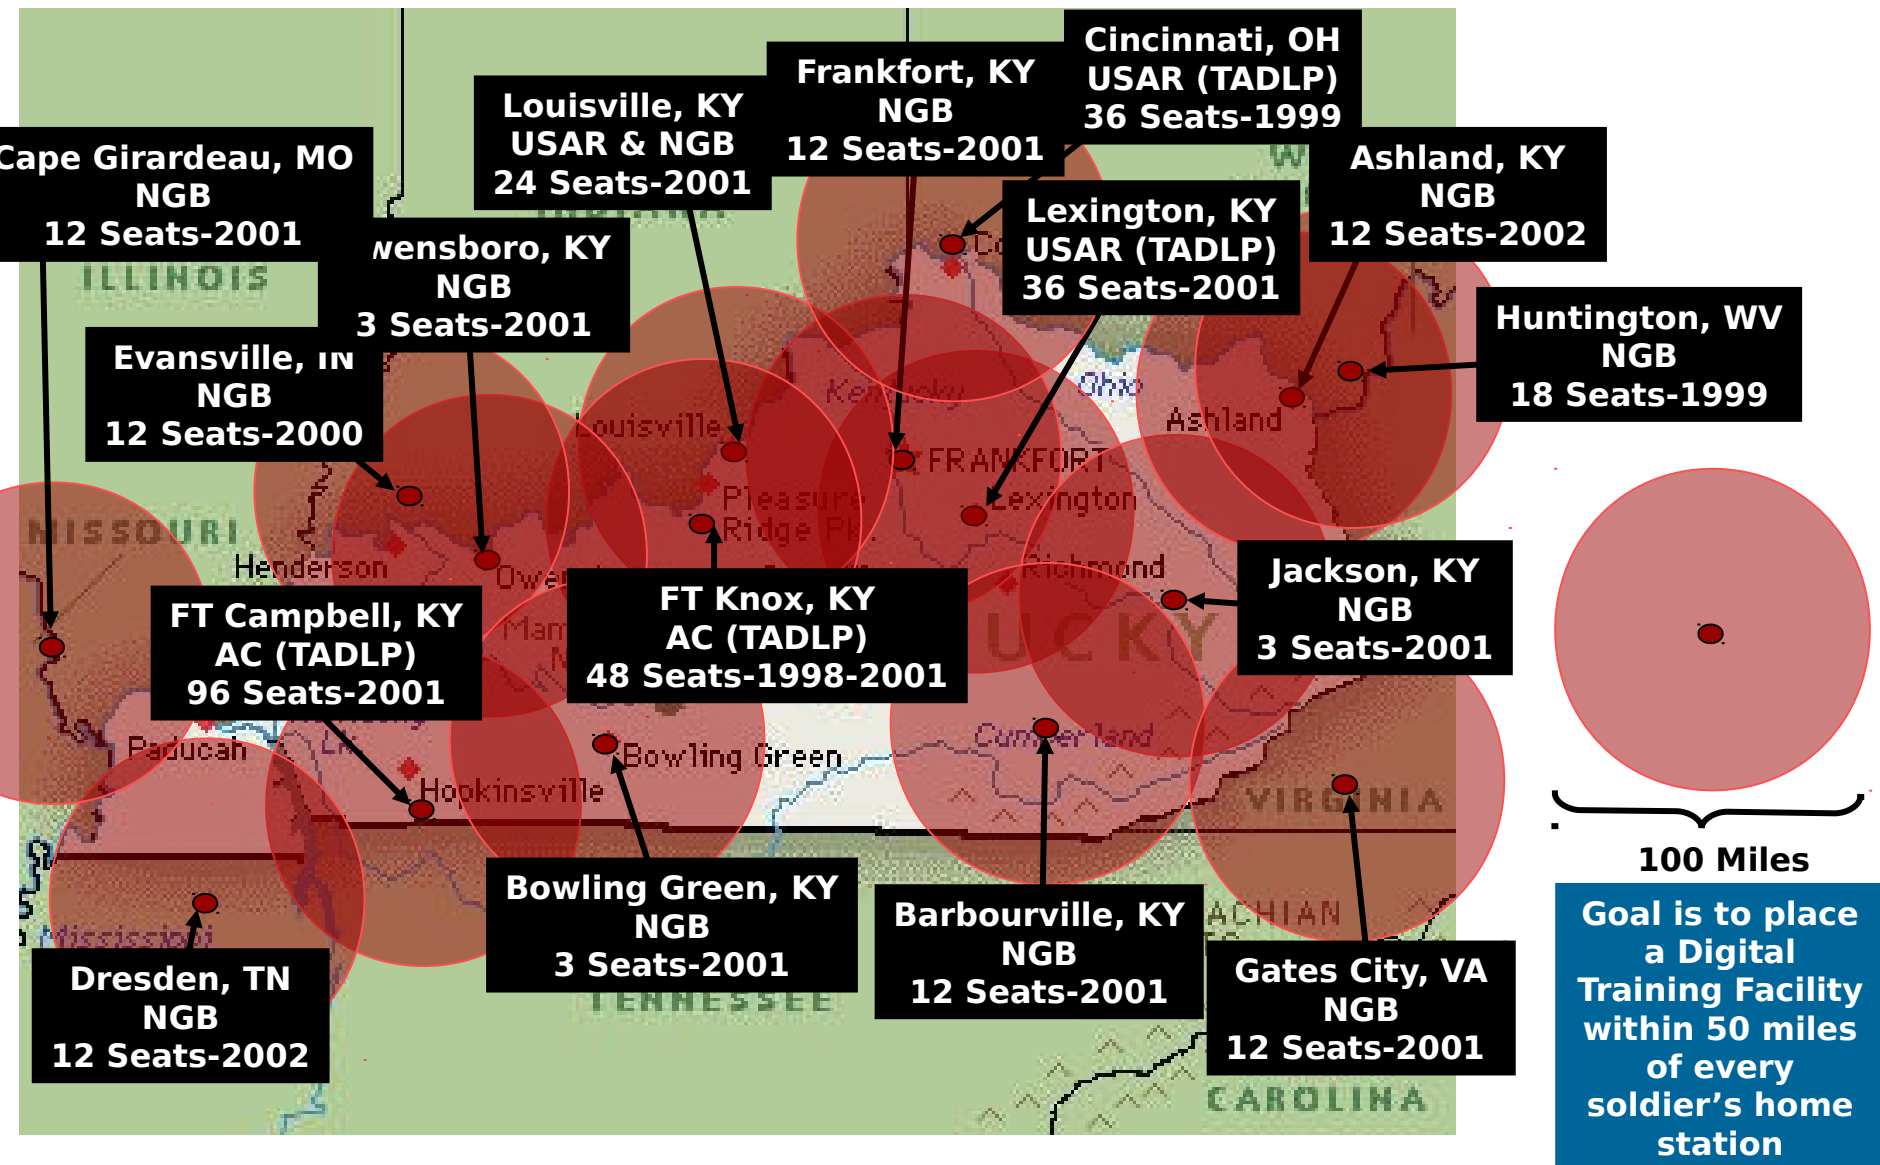 Cincinnati, OH
USAR (TADLP)
36 Seats-1999
Frankfort, KY
NGB
12 Seats-2001
Louisville, KY
USAR & NGB
24 Seats-2001
Cape Girardeau, MO
NGB
12 Seats-2001
Ashland, KY
NGB
12 Seats-2002
Lexington, KY
USAR (TADLP)
36 Seats-2001
wensboro, KY
NGB
3 Seats-2001
ILLINOIS
Huntington, WV
NGB
18 Seats-1999
Evansville, IN
NGB
12 Seats-2000
Kentucky
Ohio
Louisville
Ashland
FRANKFORT
Pleasure
Ridge Pk.
Lexington
MISSOURI
Henderson
Richmond
FT Campbell, KY
AC (TADLP)
96 Seats-2001
FT Knox, KY
AC (TADLP)
48 Seats-1998-2001
Jackson, KY
NGB
3 Seats-2001
UCKY
Paducah
Bowling Green
Cumberland
Hopkinsville
VIRGINIA
100 Miles
Bowling Green, KY
NGB
3 Seats-2001
Barbourville, KY
NGB
12 Seats-2001
ACHIAN
Mississippi
Dresden, TN
NGB
12 Seats-2002
Gates City, VA
NGB
12 Seats-2001
TENNESSEE
CAROLINA
Goal is to place
a Digital
Training Facility
within 50 miles
of every
soldier’s home
station